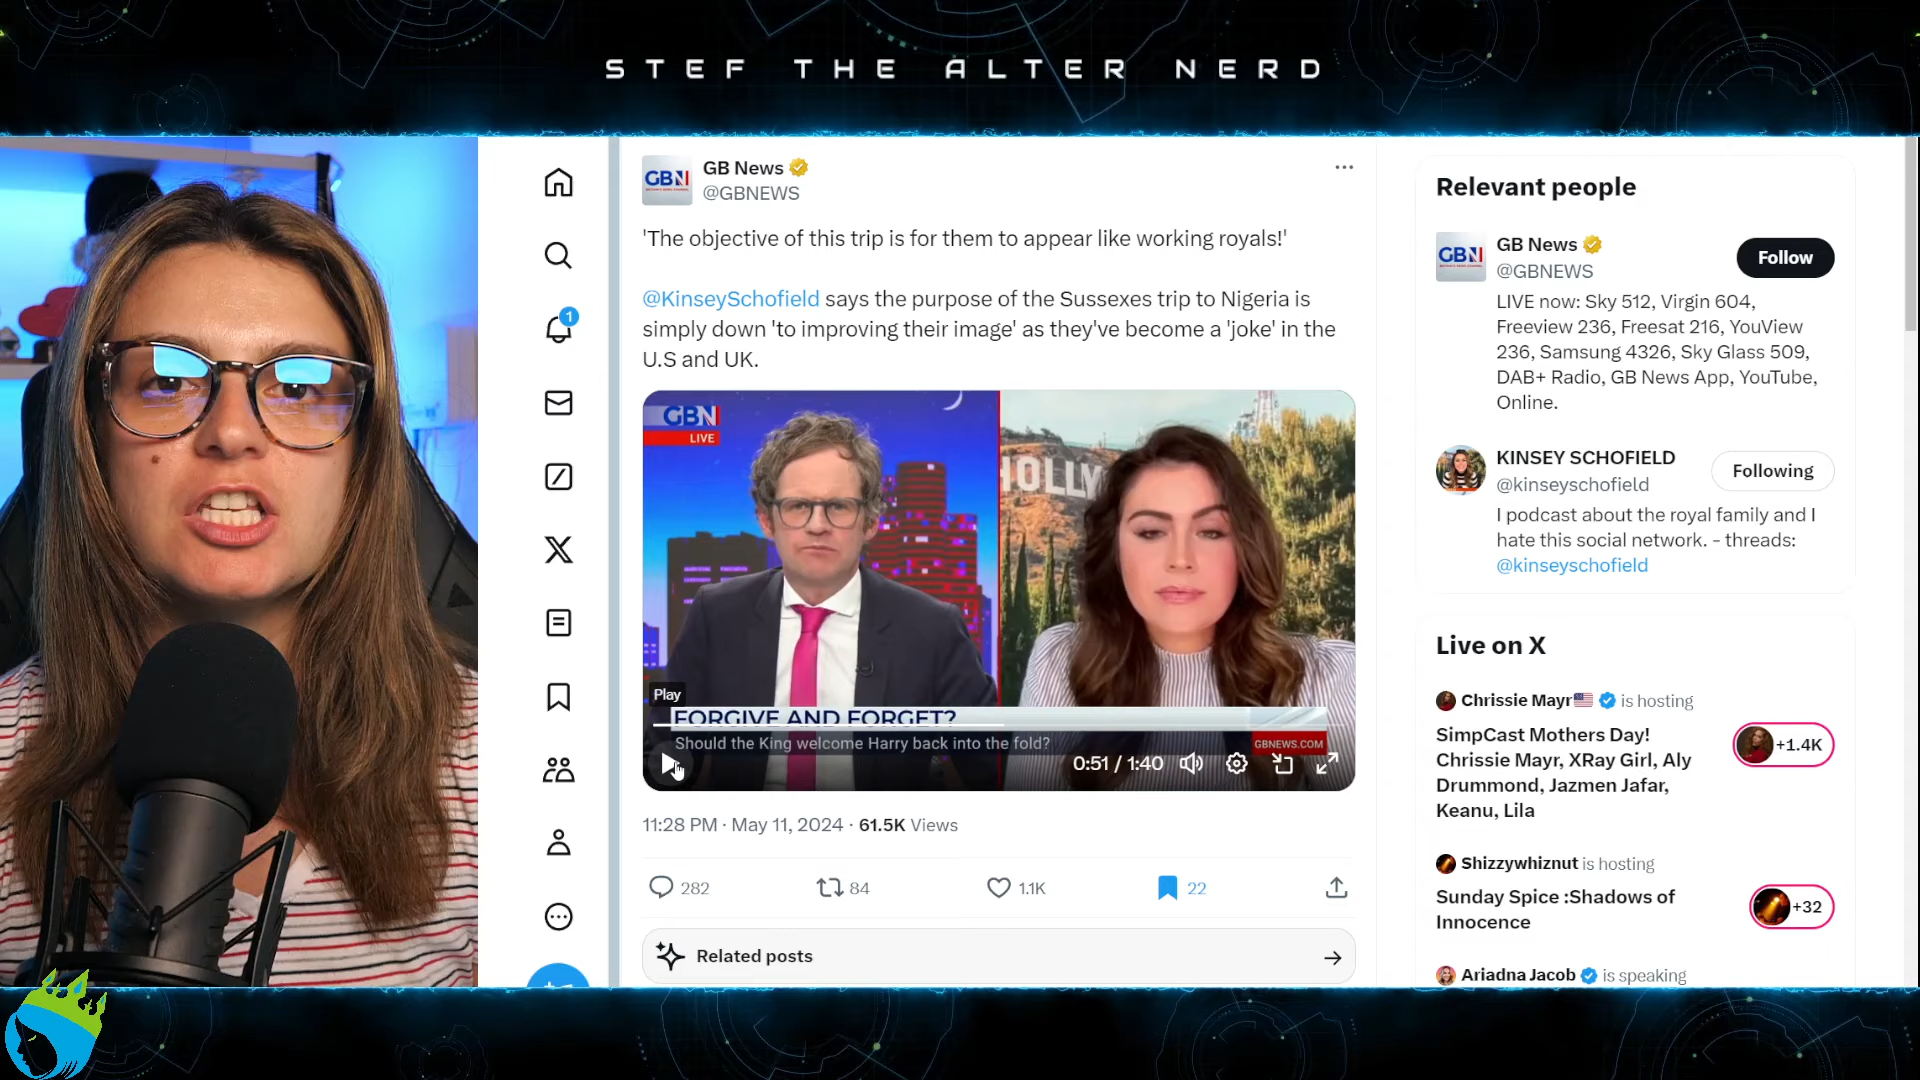 STEF THE ALTER NERD
GB News
@GBNEWS
'The objective of this trip is for them to appear like working royals!'
@KinseySchofield says the purpose of the Sussexes trip to Nigeria is
simply down 'to improving their image' as they've become a 'joke' in the
U.S and UK.
GBN
GBN
LIVE
HOLLY
Play
FORGIVE AND FORGET?
Should the King welcome Harry back into the fold?
GBNEWS.COM
0:51 / 1:40
11:28 PM · May 11, 2024 · 61.5K Views
282
84
1.1K
22
Related posts
1
Relevant people
GBN
GB News
@GBNEWS
Follow
LIVE now: Sky 512, Virgin 604,
Freeview 236, Freesat 216, YouView
236, Samsung 4326, Sky Glass 509,
DAB+ Radio, GB News App, YouTube,
Online.
KINSEY SCHOFIELD
@kinseyschofield
Following
I podcast about the royal family and I
hate this social network. - threads:
@kinseyschofield
Live on X
Chrissie Mayr is hosting
SimpCast Mothers Day!
Chrissie Mayr, XRay Girl, Aly
Drummond, Jazmen Jafar,
Keanu, Lila
+1.4K
Shizzywhiznut is hosting
Sunday Spice :Shadows of
Innocence
+32
Ariadna Jacob is speaking